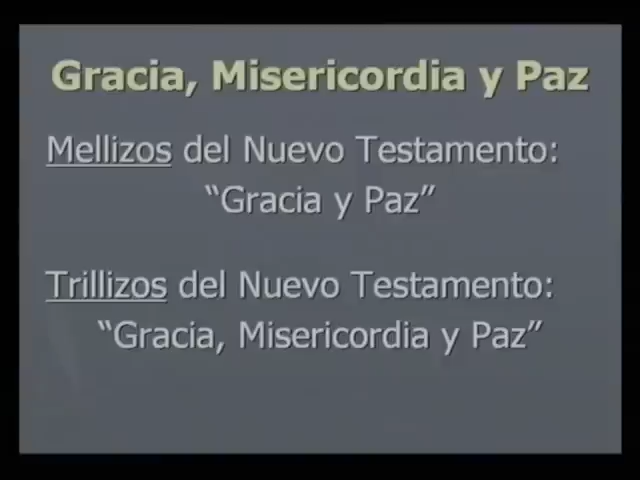 Gracia, Misericordia y Paz
Mellizos del Nuevo Testamento:
“Gracia y Paz”
Trillizos del Nuevo Testamento:
“Gracia, Misericordia y Paz”